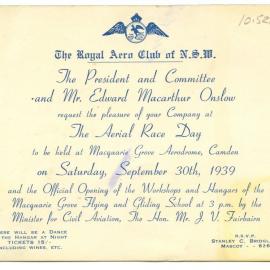 10.52
The Royal Aero Club of N.S.W.
The President and Committee
and Mr. Edward Macarthur Onslow
request the pleasure of your Company at
The Aerial Race Day
to be held at Macquarie Grove Aerodrome, Camden
on Saturday, September 30th, 1939
and the Official Opening of the Workshops and Hangars of the
Macquarie Grove Flying and Gliding School at 3 p.m. by the
Minister for Civil Aviation, The Hon. Mr. J. V. Fairbairn
ERE WILL BE A DANCE
THE HANGAR AT NIGHT
TICKETS 15/-
INCLUDING WINES, ETC.
R.S.V.P.
STANLEY C. BRIDG
MASCOT -